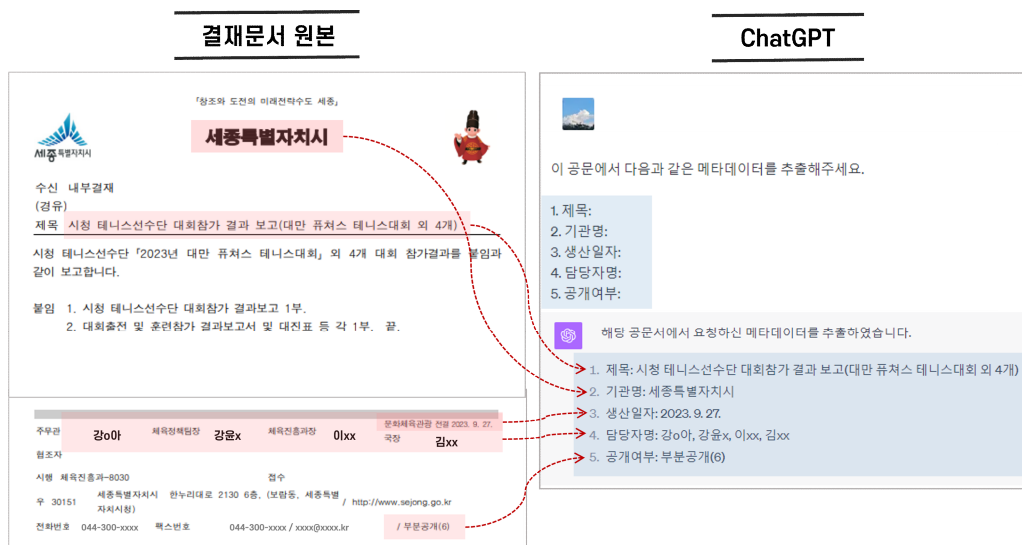 결재문서 원본
「창조와 도전의 미래전략수도 세종」
세종특별자치시
세종특별자치시
수신 내부결재
(경유)
제목 시청 테니스선수단 대회참가 결과 보고(대만 퓨쳐스 테니스대회 외 4개)
시청 테니스선수단 「2023년 대만 퓨쳐스 테니스대회」 외 4개 대회 참가결과를 붙임과
같이 보고합니다.
붙임 1. 시청 테니스선수단 대회참가 결과보고 1부.
2. 대회출전 및 훈련참가 결과보고서 및 대진표 등 각 1부. 끝.
주무관 강o아 체육정책팀장 강윤x 체육진흥과장 이xx 문화체육관광 전결 2023. 9. 27.
국장 김xx
협조자
시행 체육진흥과-8030 접수
우 30151 세종특별자치시 한누리대로 2130 6층, (보람동, 세종특별
자치시청) / http://www.sejong.go.kr
전화번호 044-300-xxxx 팩스번호 044-300-xxxx / xxxx@xxxx.kr / 부분공개(6)
ChatGPT
이 공문에서 다음과 같은 메타데이터를 추출해주세요.
1. 제목:
2. 기관명:
3. 생산일자:
4. 담당자명:
5. 공개여부:
해당 공문서에서 요청하신 메타데이터를 추출하였습니다.
1. 제목: 시청 테니스선수단 대회참가 결과 보고(대만 퓨쳐스 테니스대회 외 4개)
2. 기관명: 세종특별자치시
3. 생산일자: 2023. 9. 27.
4. 담당자명: 강o아, 강윤x, 이xx, 김xx
5. 공개여부: 부분공개(6)